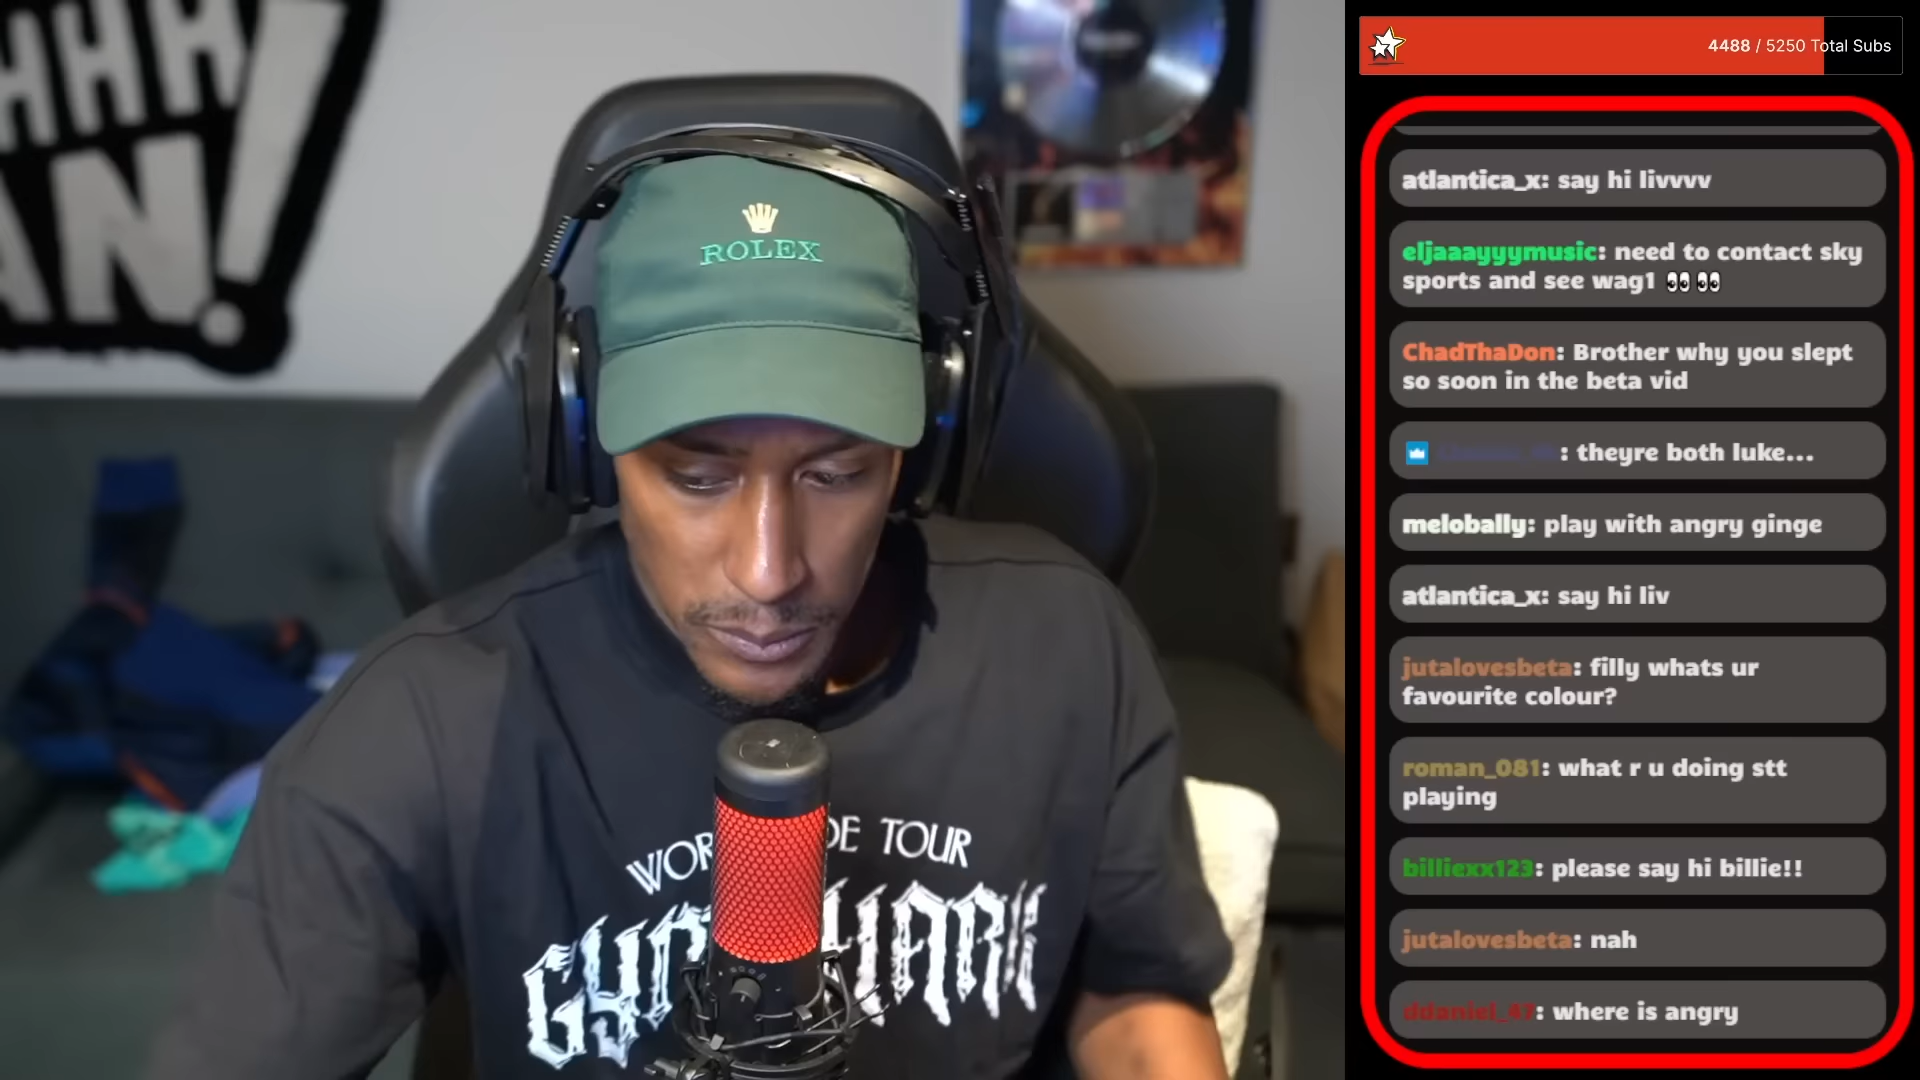 HHH
AN!
ROLEX
TOUR
4488 / 5250 Total Subs
atlantica_x: say hi livvvv
eljaaayyymusic: need to contact sky
sports and see wag1 👀👀
ChadThaDon: Brother why you slept
so soon in the beta vid
: theyre both luke...
melobally: play with angry ginge
atlantica_x: say hi liv
jutalovesbeta: filly whats ur
favourite colour?
roman_081: what r u doing stt
playing
billiexx123: please say hi billie!!
jutalovesbeta: nah
ddaniel_47: where is angry